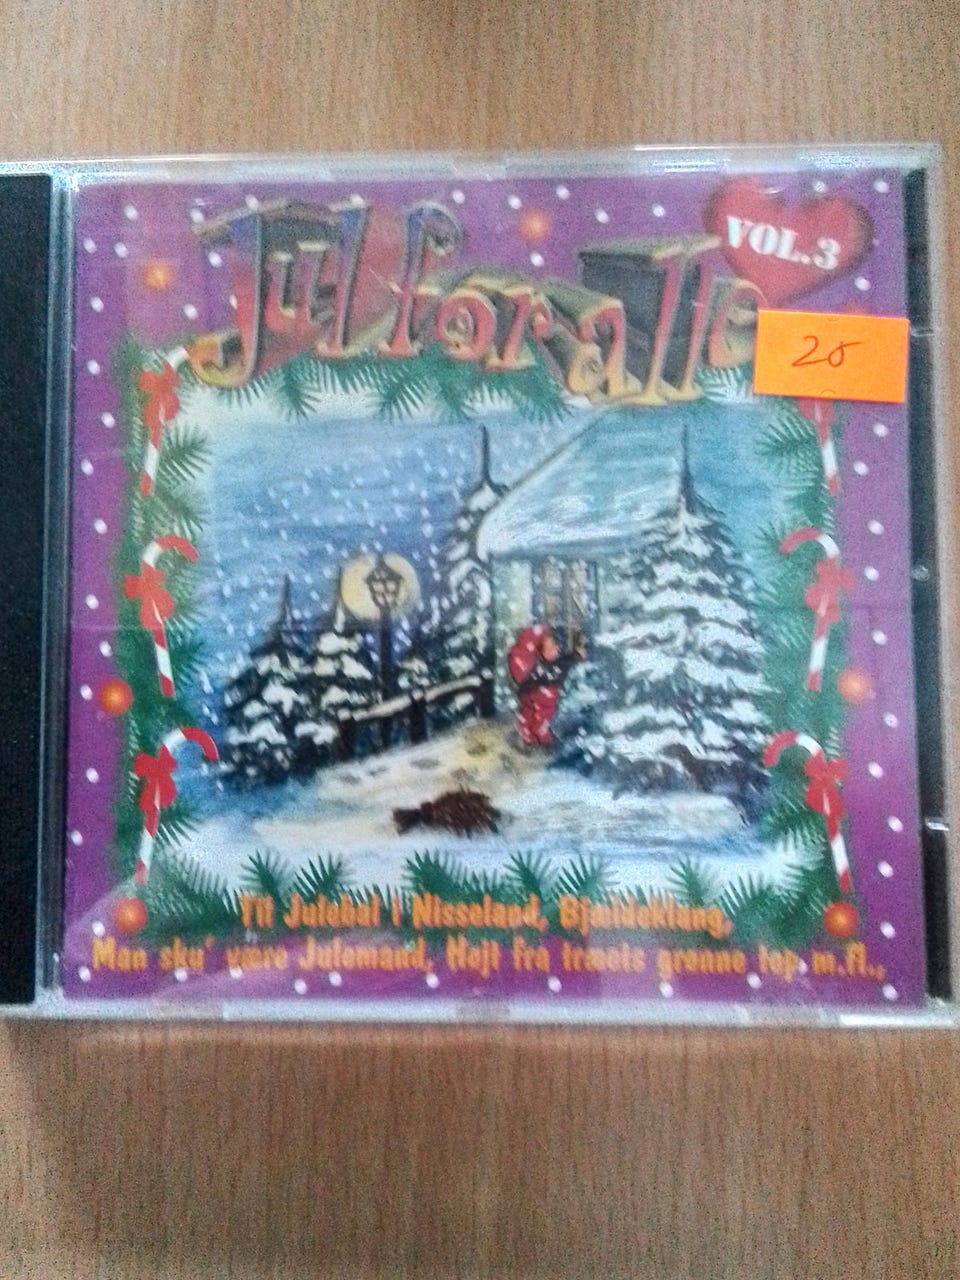 Jul for alle
VOL.3
Til Julebal i Nisseland, Bjældeklang,
Man sku' være Julemand, Højt fra træets grønne top m.fl.,